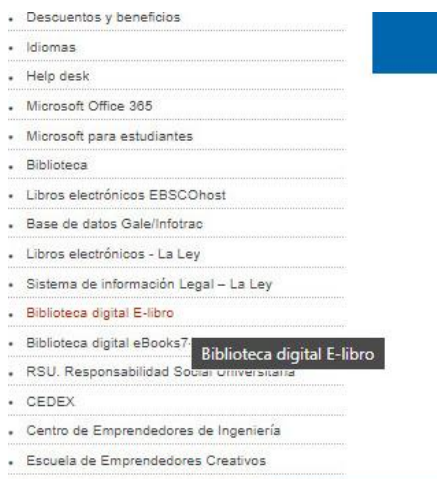 Descuentos y beneficios
Idiomas
Help desk
Microsoft Office 365
Microsoft para estudiantes
Biblioteca
Libros electrónicos EBSCOhost
Base de datos Gale/Infotrac
Libros electrónicos - La Ley
Sistema de información Legal – La Ley
Biblioteca digital E-libro
Biblioteca digital eBooks7
Biblioteca digital E-libro
RSU. Responsabilidad Social Universitaria
CEDEX
Centro de Emprendedores de Ingeniería
Escuela de Emprendedores Creativos